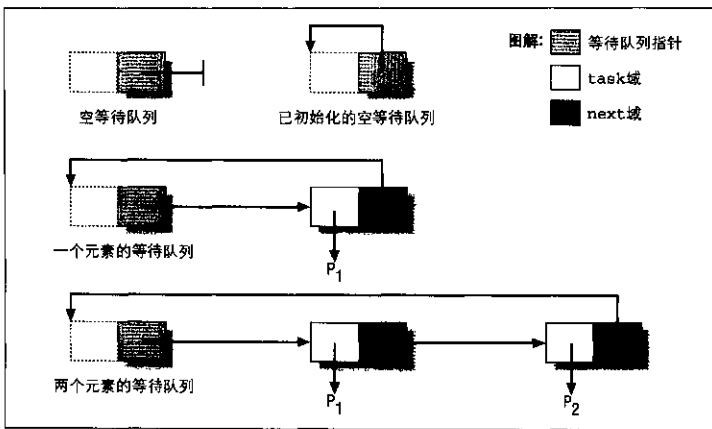 图解:
等待队列指针
task域
next域
空等待队列
已初始化的空等待队列
一个元素的等待队列
P1
两个元素的等待队列
P1
P2